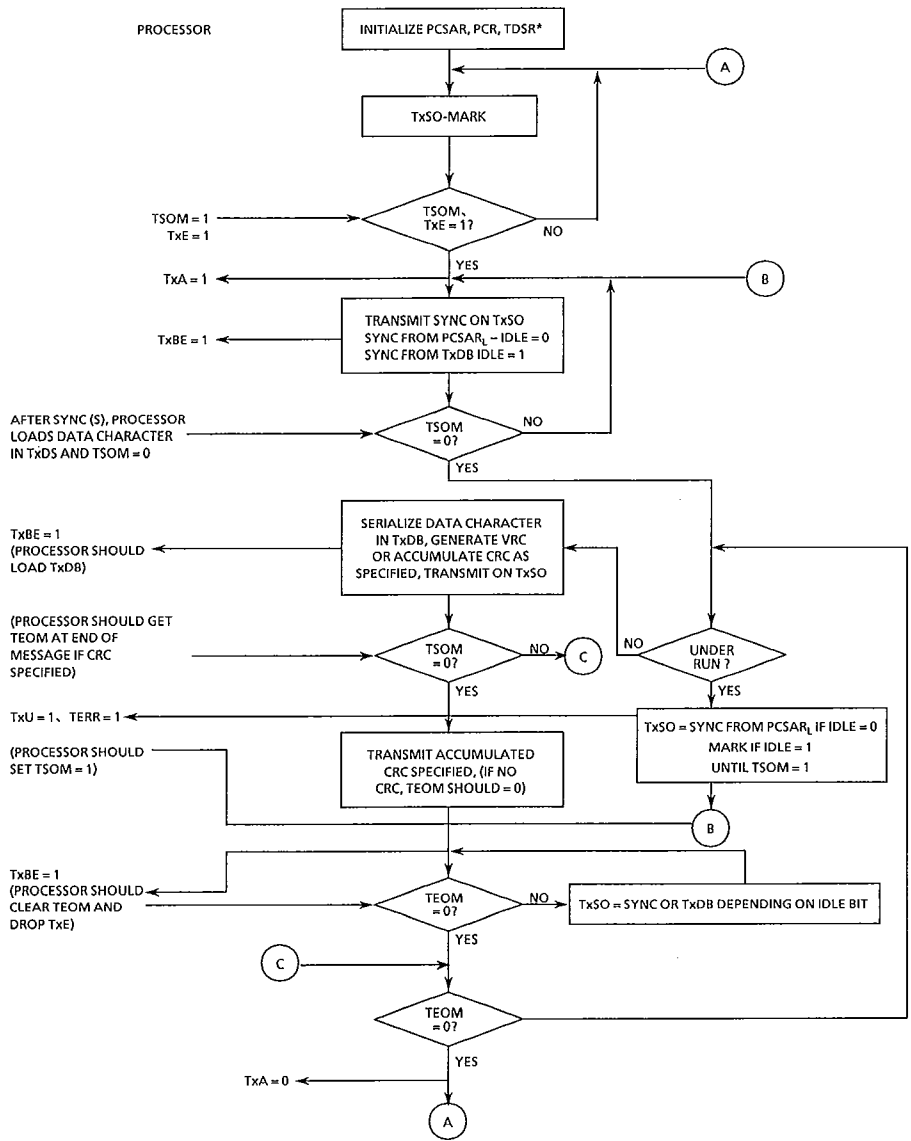 PROCESSOR
INITIALIZE PCSAR, PCR, TDSR*
A
TxSO-MARK
TSOM = 1
TxE = 1
TSOM、
TxE = 1?
NO
YES
TxA = 1
B
TxBE = 1
TRANSMIT SYNC ON TxSO
SYNC FROM PCSARL – IDLE = 0
SYNC FROM TxDB IDLE = 1
AFTER SYNC (S), PROCESSOR
LOADS DATA CHARACTER
IN TxDS AND TSOM = 0
TSOM
= 0?
NO
YES
TxBE = 1
(PROCESSOR SHOULD
LOAD TxDB)
SERIALIZE DATA CHARACTER
IN TxDB, GENERATE VRC
OR ACCUMULATE CRC AS
SPECIFIED, TRANSMIT ON TxSO
(PROCESSOR SHOULD GET
TEOM AT END OF
MESSAGE IF CRC
SPECIFIED)
TSOM
= 0?
NO
C
YES
NO
UNDER
RUN ?
YES
TxU = 1、 TERR = 1
(PROCESSOR SHOULD
SET TSOM = 1)
TRANSMIT ACCUMULATED
CRC SPECIFIED, (IF NO
CRC, TEOM SHOULD = 0)
TxSO = SYNC FROM PCSARL IF IDLE = 0
MARK IF IDLE = 1
UNTIL TSOM = 1
B
TxBE = 1
(PROCESSOR SHOULD
CLEAR TEOM AND
DROP TxE)
TEOM
= 0?
NO
TxSO = SYNC OR TxDB DEPENDING ON IDLE BIT
YES
C
TEOM
= 0?
YES
TxA = 0
A